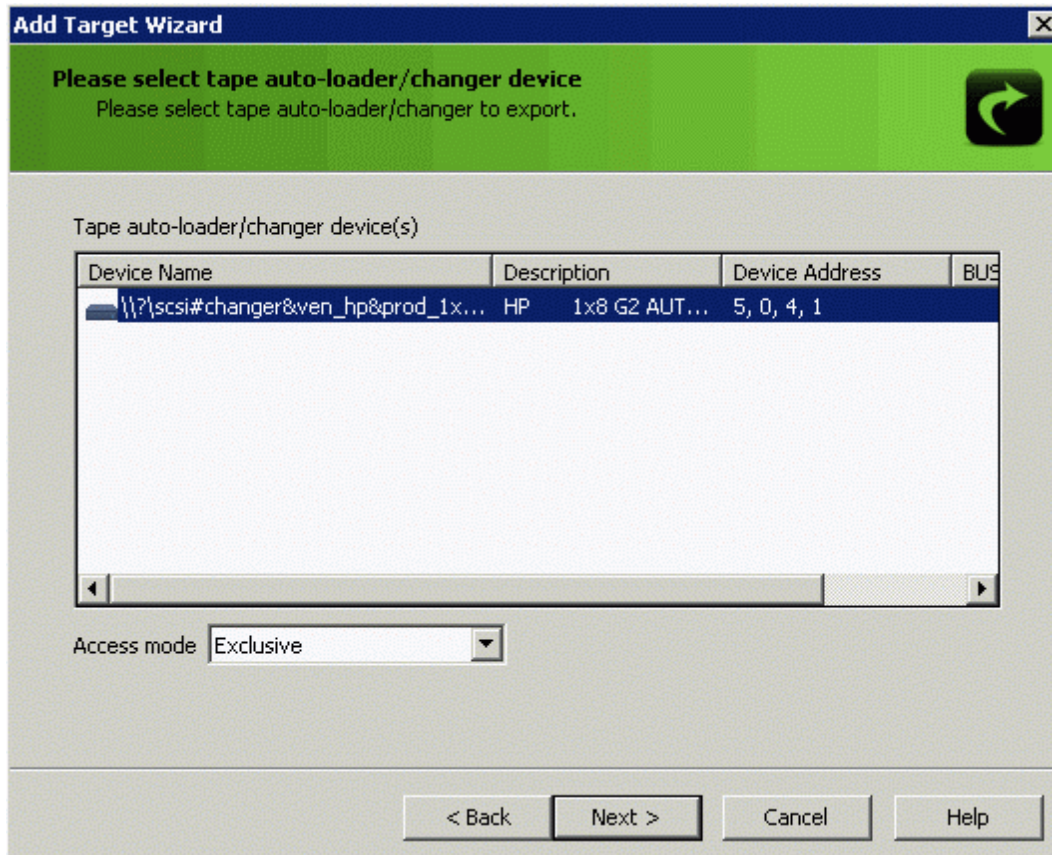 Add Target Wizard
Please select tape auto-loader/changer device
Please select tape auto-loader/changer to export.
Tape auto-loader/changer device(s)
Device Name Description Device Address BUS
\\?\scsi#changer&ven_hp&prod_1x... HP 1x8 G2 AUT... 5, 0, 4, 1
Access mode Exclusive
< Back Next > Cancel Help